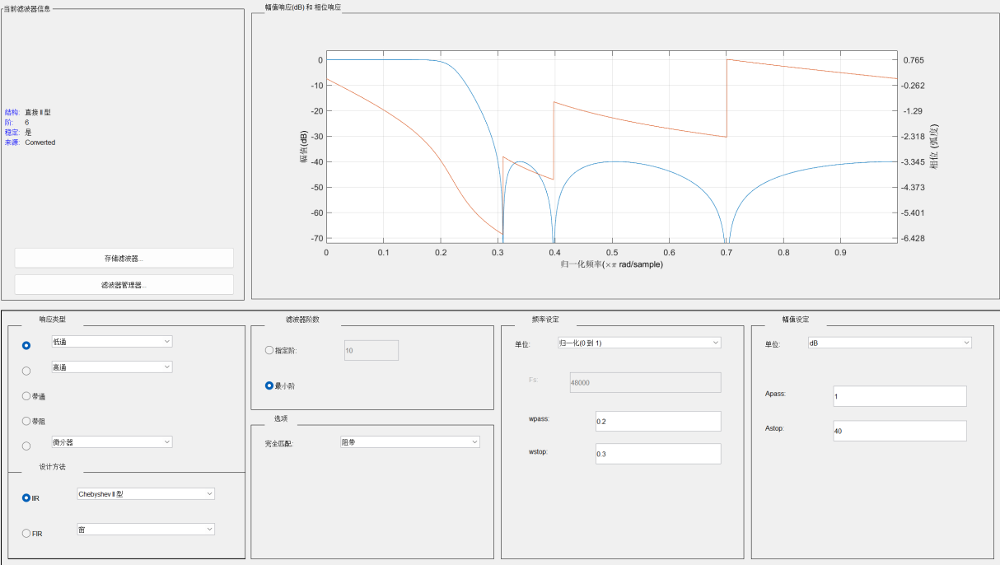 当前滤波器信息
结构: 直接 II 型
阶: 6
稳定: 是
来源: Converted
存储滤波器...
滤波器管理器...
幅值响应(dB) 和 相位响应
幅值(dB)
0
-10
-20
-30
-40
-50
-60
-70
0.765
-0.262
-1.29
-2.318
-3.345
-4.373
-5.401
-6.428
相位 (弧度)
0 0.1 0.2 0.3 0.4 0.5 0.6 0.7 0.8 0.9
归一化频率(×π rad/sample)
响应类型
低通
高通
带通
带阻
微分器
设计方法
IIR Chebyshev II 型
FIR 窗
滤波器阶数
指定阶: 10
最小阶
选项
完全匹配: 阻带
频率设定
单位: 归一化(0 到 1)
Fs: 48000
wpass: 0.2
wstop: 0.3
幅值设定
单位: dB
Apass: 1
Astop: 40